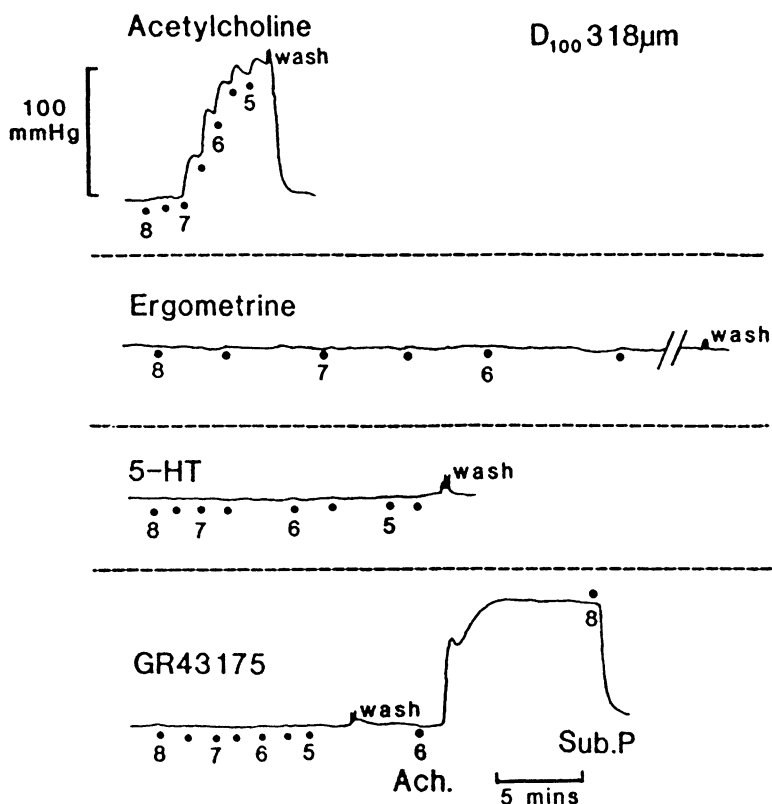 Acetylcholine
D100 318μm
wash
100
mmHg
5
6
7
8
Ergometrine
wash
8 7 6
5-HT
wash
8 7 6 5
8
GR43175
wash
8 7 6 5 6
Sub.P
Ach.
5 mins